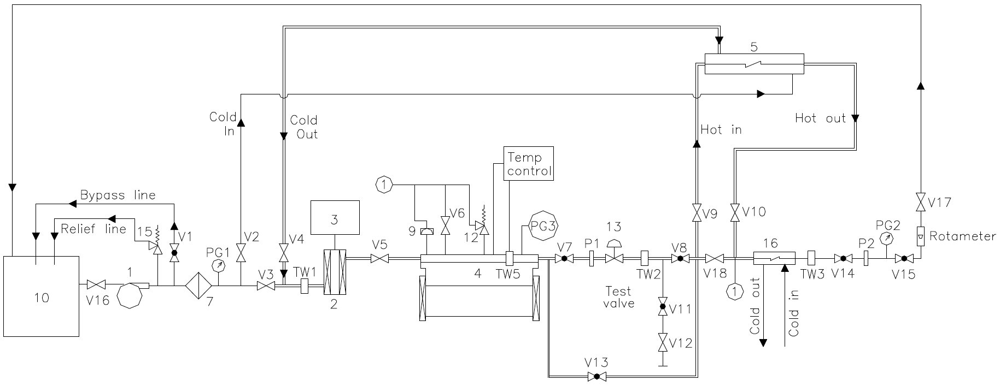 5
Cold
In
Cold
Out
Hot in
Hot out
Temp
control
Bypass line
Relief line
15
V1
PG1
V2
V4
3
1
V6
9
12
PG3
13
V9
V10
V17
PG2
Rotameter
10
V16
1
7
V3
TW1
2
V5
4
TW5
V7
P1
TW2
V8
V18
16
TW3
V14
P2
V15
1
Test
valve
V11
V12
V13
Cold out
Cold in